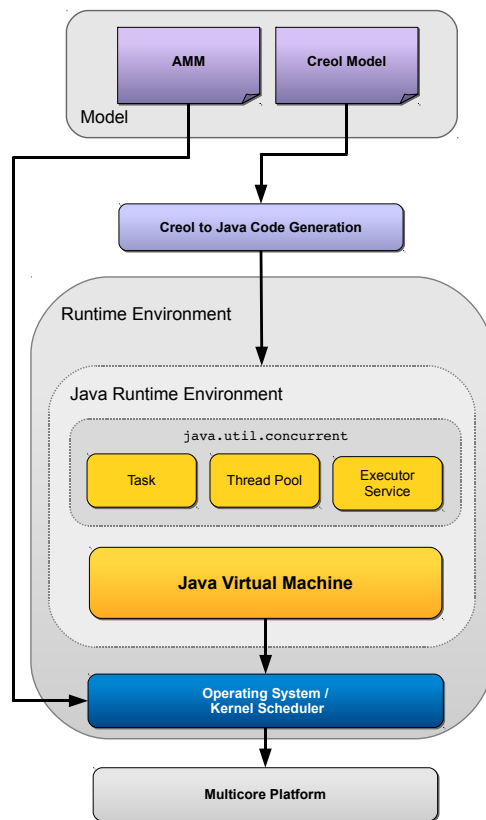 AMM
Creol Model
Model
Creol to Java Code Generation
Runtime Environment
Java Runtime Environment
java.util.concurrent
Task
Thread Pool
Executor
Service
Java Virtual Machine
Operating System /
Kernel Scheduler
Multicore Platform